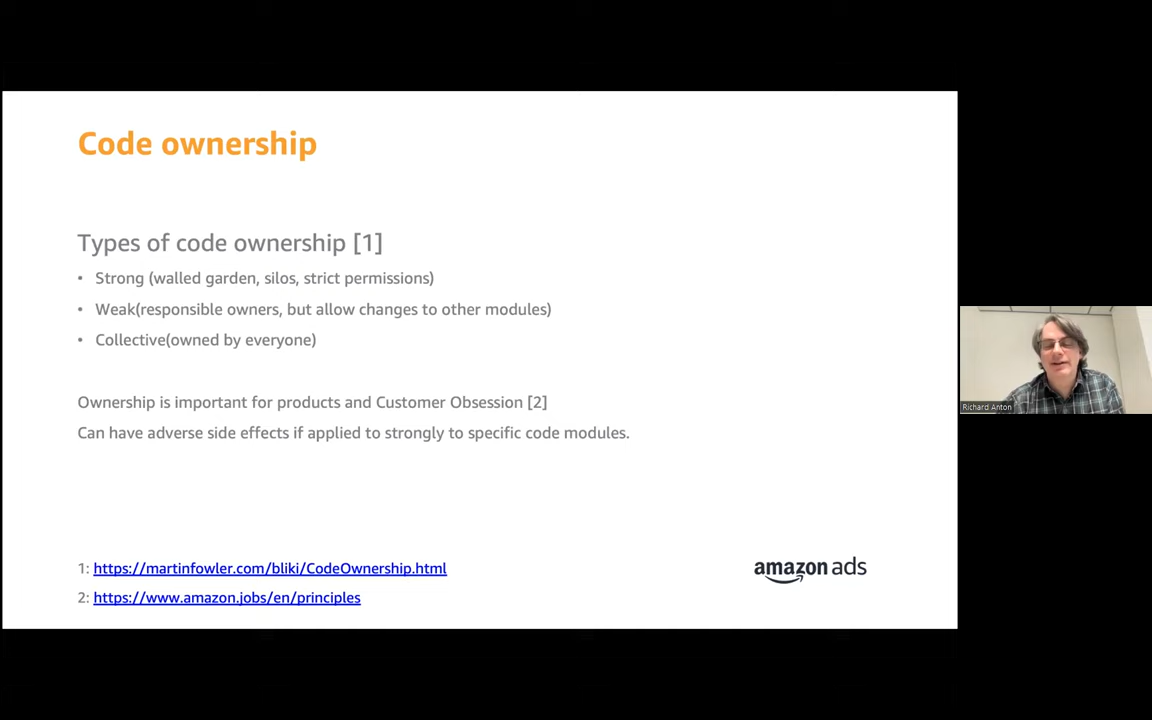 Code ownership
Types of code ownership [1]
• Strong (walled garden, silos, strict permissions)
• Weak(responsible owners, but allow changes to other modules)
• Collective(owned by everyone)
Ownership is important for products and Customer Obsession [2]
Can have adverse side effects if applied to strongly to specific code modules.
1: https://martinfowler.com/bliki/CodeOwnership.html
2: https://www.amazon.jobs/en/principles
amazon ads
Richard Anton